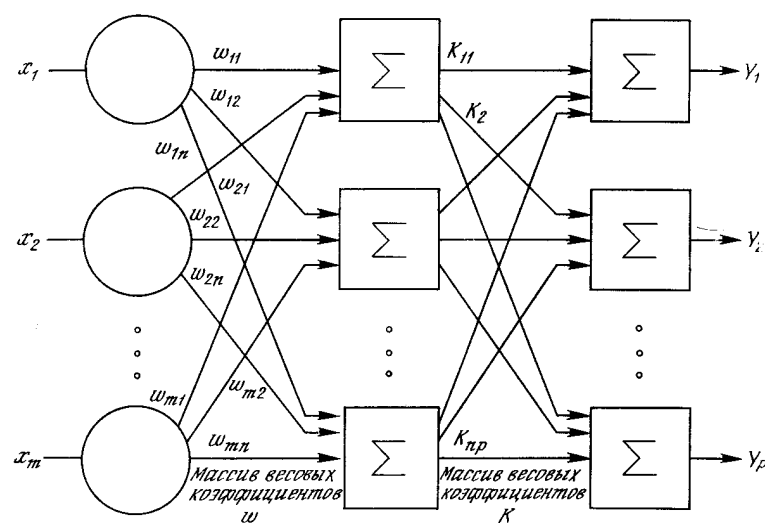 x₁
w₁₁
Σ
K₁₁
Σ
Y₁
w₁₂
K₂
w₁ₙ
w₂₁
x₂
w₂₂
Σ
Σ
Y₂
w₂ₙ
wₘ₁
wₘ₂
xₘ
wₘₙ
Σ
Kₙₚ
Σ
Yₚ
Массив весовых
коэффициентов
w
Массив весовых
коэффициентов
K